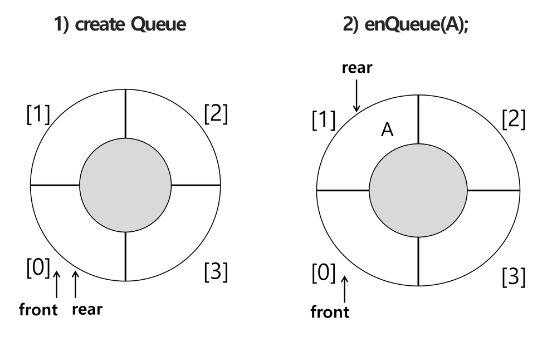 1) create Queue
[1] [2]
[0] [3]
front rear
2) enQueue(A);
rear
[1] A [2]
[0] [3]
front